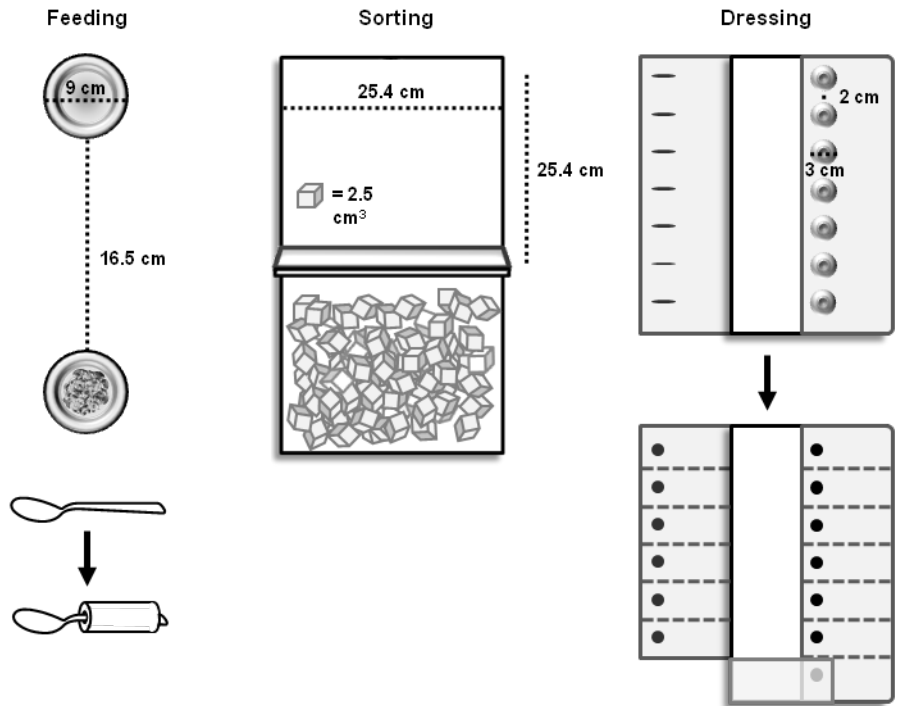 Feeding
Sorting
Dressing
9 cm
16.5 cm
25.4 cm
25.4 cm
= 2.5
cm³
2 cm
3 cm